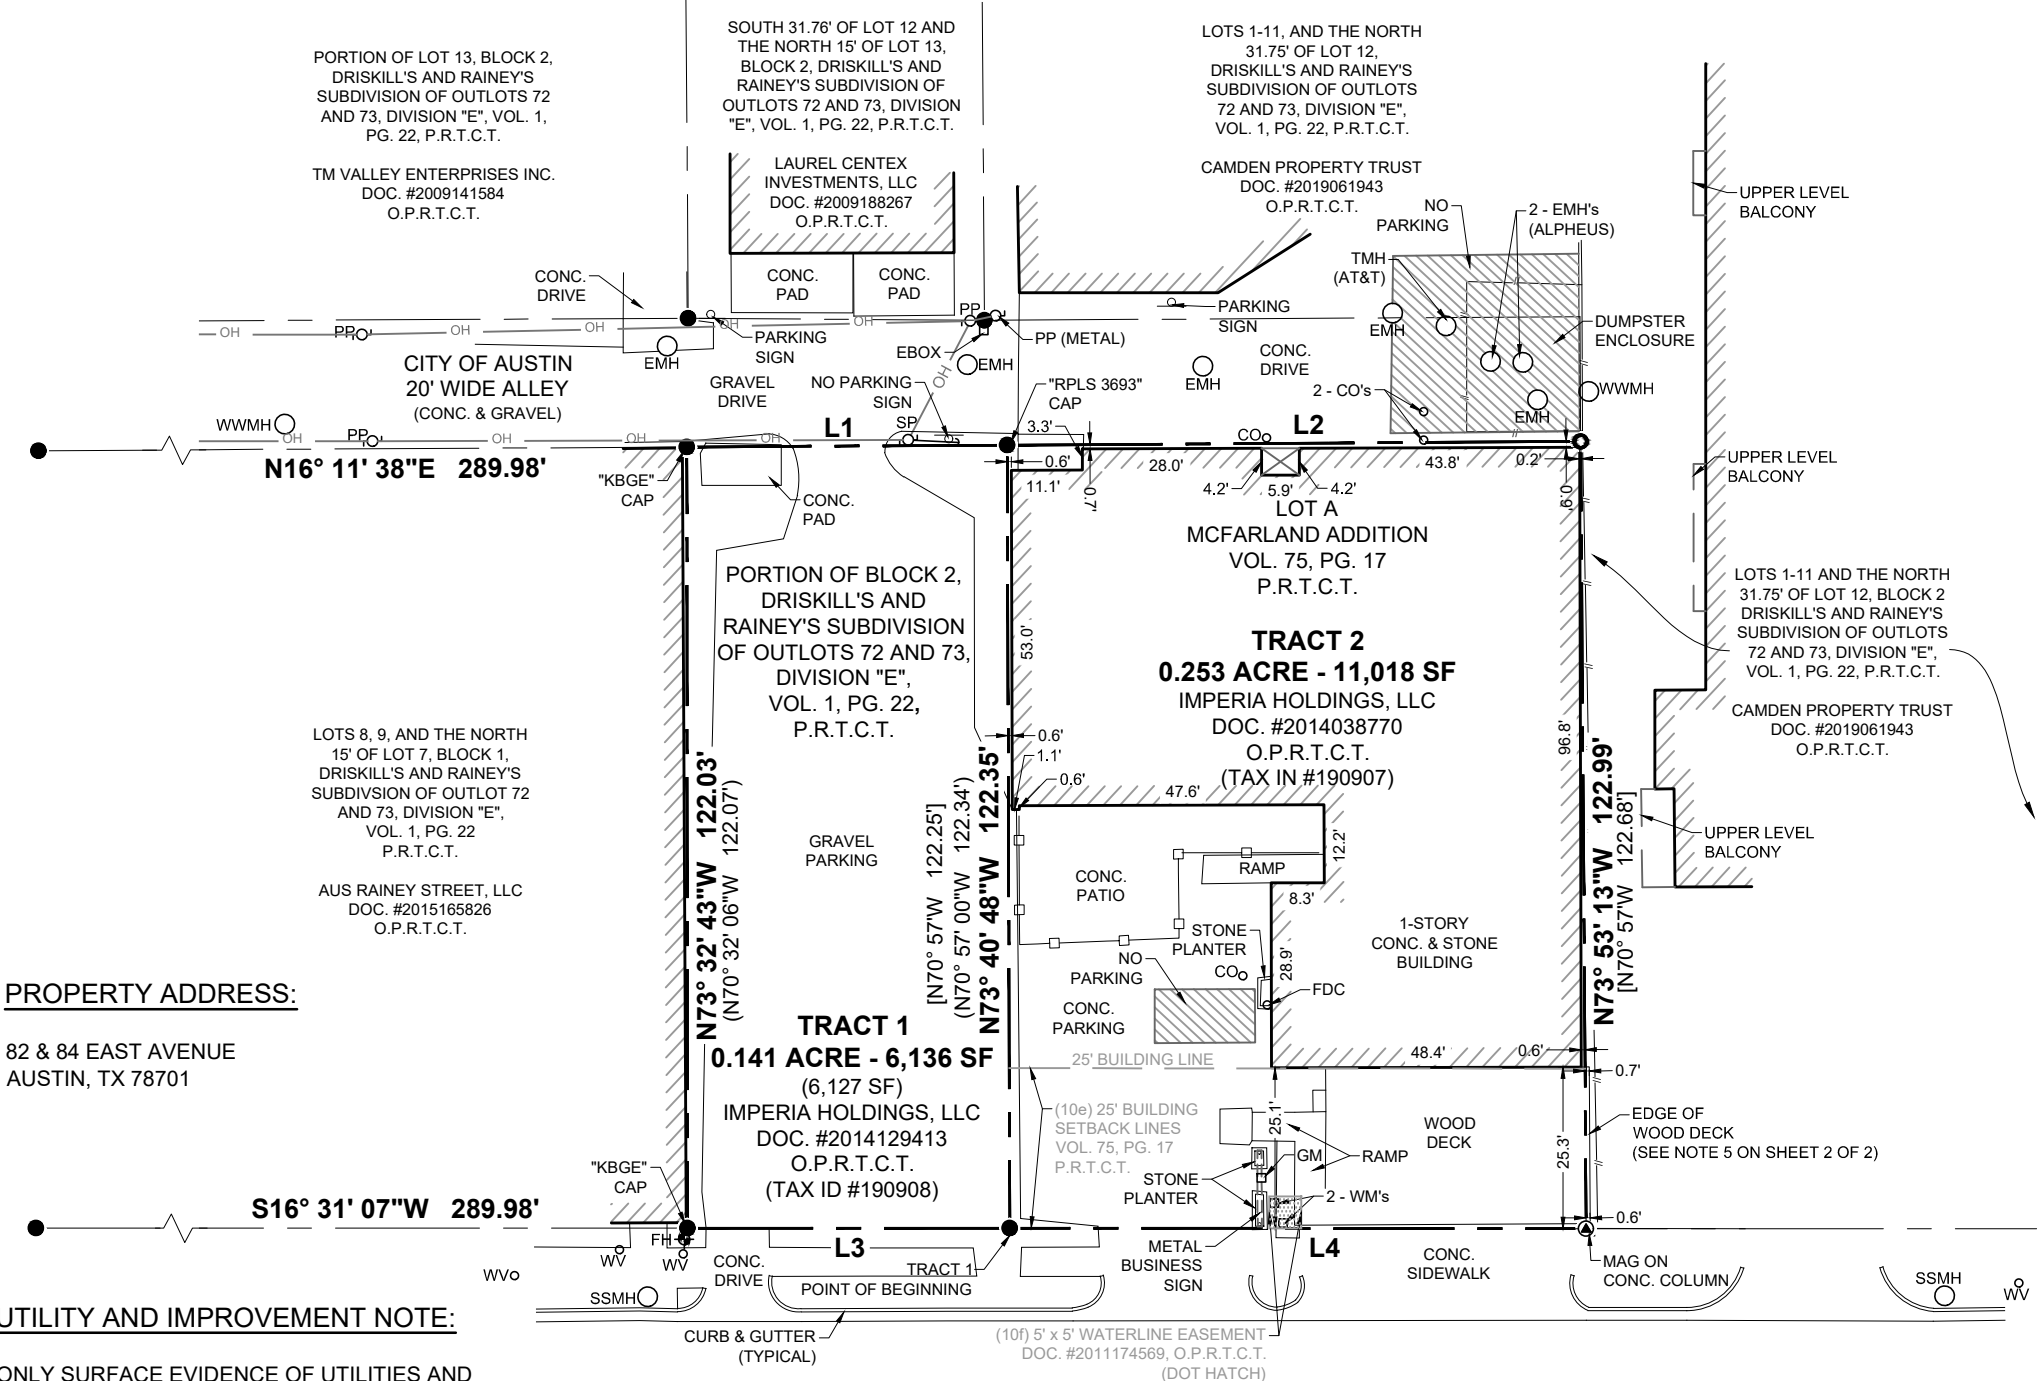 PORTION OF LOT 13, BLOCK 2,
DRISKILL'S AND RAINEY'S
SUBDIVISION OF OUTLOTS 72
AND 73, DIVISION "E", VOL. 1,
PG. 22, P.R.T.C.T.
TM VALLEY ENTERPRISES INC.
DOC. #2009141584
O.P.R.T.C.T.
SOUTH 31.76' OF LOT 12 AND
THE NORTH 15' OF LOT 13,
BLOCK 2, DRISKILL'S AND
RAINEY'S SUBDIVISION OF
OUTLOTS 72 AND 73, DIVISION
"E", VOL. 1, PG. 22, P.R.T.C.T.
LAUREL CENTEX
INVESTMENTS, LLC
DOC. #2009188267
O.P.R.T.C.T.
LOTS 1-11, AND THE NORTH
31.75' OF LOT 12,
DRISKILL'S AND RAINEY'S
SUBDIVISION OF OUTLOTS
72 AND 73, DIVISION "E",
VOL. 1, PG. 22, P.R.T.C.T.
CAMDEN PROPERTY TRUST
DOC. #2019061943
O.P.R.T.C.T.
NO
PARKING
2 - EMH's
(ALPHEUS)
TMH
(AT&T)
UPPER LEVEL
BALCONY
CONC.
DRIVE
CONC.
PAD
CONC.
PAD
PARKING
SIGN
DUMPSTER
ENCLOSURE
OH
PP
OH
OH
OH
OH
PP
PP (METAL)
PARKING
SIGN
EMH
EBOX
EMH
OH
EMH
EMH
CONC.
DRIVE
CITY OF AUSTIN
20' WIDE ALLEY
(CONC. & GRAVEL)
GRAVEL
DRIVE
NO PARKING
SIGN
"RPLS 3693"
CAP
2 - CO's
EMH
WWMH
WWMH
OH
PP
OH
OH
OH
SP
L1
3.3'
CO
L2
N16° 11' 38"E 289.98'
"KBGE"
CAP
CONC.
PAD
0.6'
11.1'
0.7'
28.0'
4.2'
5.9'
4.2'
43.8'
0.2'
0.9'
UPPER LEVEL
BALCONY
LOT A
MCFARLAND ADDITION
VOL. 75, PG. 17
P.R.T.C.T.
PORTION OF BLOCK 2,
DRISKILL'S AND
RAINEY'S SUBDIVISION
OF OUTLOTS 72 AND 73,
DIVISION "E",
VOL. 1, PG. 22,
P.R.T.C.T.
53.0'
TRACT 2
0.253 ACRE - 11,018 SF
IMPERIA HOLDINGS, LLC
DOC. #2014038770
O.P.R.T.C.T.
(TAX IN #190907)
LOTS 1-11 AND THE NORTH
31.75' OF LOT 12, BLOCK 2
DRISKILL'S AND RAINEY'S
SUBDIVISION OF OUTLOTS
72 AND 73, DIVISION "E",
VOL. 1, PG. 22, P.R.T.C.T.
CAMDEN PROPERTY TRUST
DOC. #2019061943
O.P.R.T.C.T.
LOTS 8, 9, AND THE NORTH
15' OF LOT 7, BLOCK 1,
DRISKILL'S AND RAINEY'S
SUBDIVSION OF OUTLOT 72
AND 73, DIVISION "E",
VOL. 1, PG. 22
P.R.T.C.T.
AUS RAINEY STREET, LLC
DOC. #2015165826
O.P.R.T.C.T.
N73° 32' 43"W 122.03'
(N70° 32' 06"W 122.07')
GRAVEL
PARKING
[N70° 57'W 122.25']
(N70° 57' 00"W 122.34')
N73° 40' 48"W 122.35'
0.6'
1.1'
0.6'
47.6'
12.2'
96.8'
N73° 53' 13"W 122.99'
[N70° 57'W 122.68']
UPPER LEVEL
BALCONY
CONC.
PATIO
RAMP
8.3'
STONE
PLANTER
NO
PARKING
CO
28.9'
FDC
1-STORY
CONC. & STONE
BUILDING
CONC.
PARKING
PROPERTY ADDRESS:
82 & 84 EAST AVENUE
AUSTIN, TX 78701
TRACT 1
0.141 ACRE - 6,136 SF
(6,127 SF)
IMPERIA HOLDINGS, LLC
DOC. #2014129413
O.P.R.T.C.T.
(TAX ID #190908)
25' BUILDING LINE
48.4'
0.6'
0.7'
(10e) 25' BUILDING
SETBACK LINES
VOL. 75, PG. 17
P.R.T.C.T.
25.1'
WOOD
DECK
25.3'
EDGE OF
WOOD DECK
(SEE NOTE 5 ON SHEET 2 OF 2)
GM
RAMP
STONE
PLANTER
2 - WM's
"KBGE"
CAP
S16° 31' 07"W 289.98'
0.6'
FH
WV
WV
WV
CONC.
DRIVE
L3
TRACT 1
POINT OF BEGINNING
METAL
BUSINESS
SIGN
L4
CONC.
SIDEWALK
MAG ON
CONC. COLUMN
SSMH
SSMH
WV
UTILITY AND IMPROVEMENT NOTE:
CURB & GUTTER
(TYPICAL)
(10f) 5' x 5' WATERLINE EASEMENT
DOC. #2011174569, O.P.R.T.C.T.
(DOT HATCH)
ONLY SURFACE EVIDENCE OF UTILITIES AND